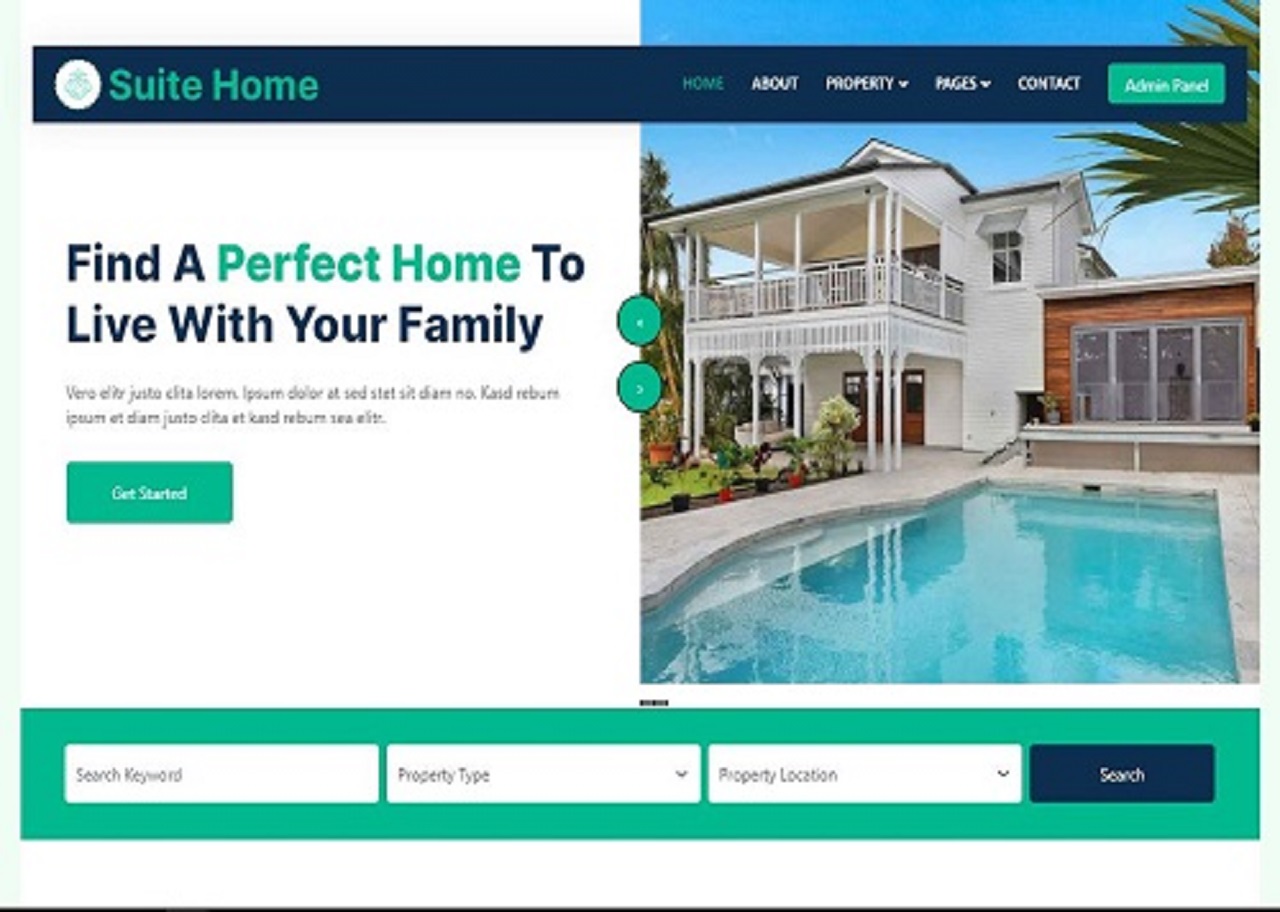 Suite Home
HOME ABOUT PROPERTY PAGES CONTACT Admin Panel
Find A Perfect Home To
Live With Your Family
Vero elitr justo clita lorem. Ipsum dolor at sed stet sit diam no. Kasd rebum
ipsum et diam justo clita et kasd rebum sea elitr.
Get Started
Search Keyword Property Type Property Location Search